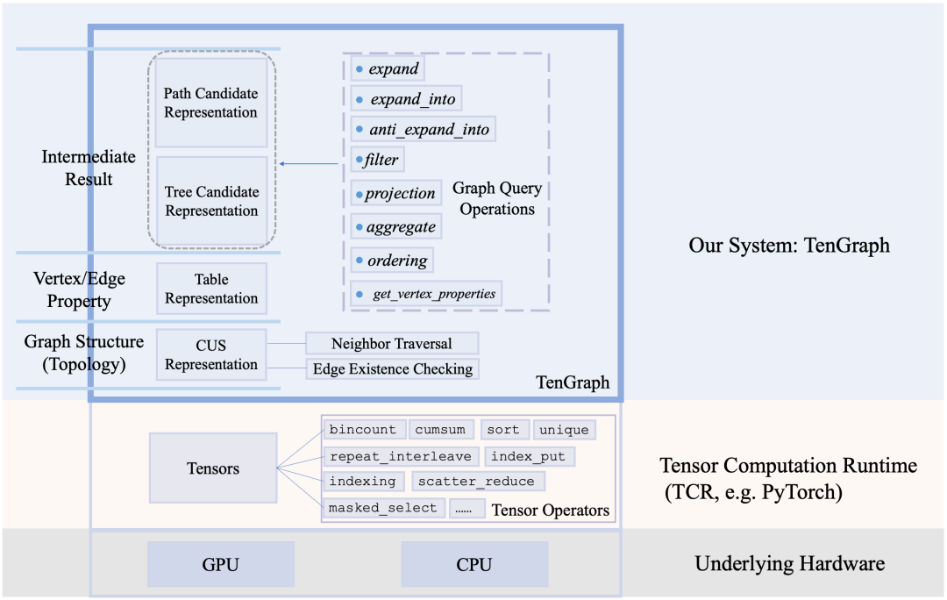 Path Candidate
Representation
Intermediate
Result
Tree Candidate
Representation
Vertex/Edge
Property
Table
Representation
Graph Structure
(Topology)
CUS
Representation
expand
expand_into
anti_expand_into
filter
projection
aggregate
ordering
get_vertex_properties
Graph Query
Operations
Neighbor Traversal
Edge Existence Checking
TenGraph
Our System: TenGraph
Tensors
bincount cumsum sort unique
repeat_interleave index_put
indexing scatter_reduce
masked_select ......
Tensor Operators
Tensor Computation Runtime
(TCR, e.g. PyTorch)
GPU
CPU
Underlying Hardware